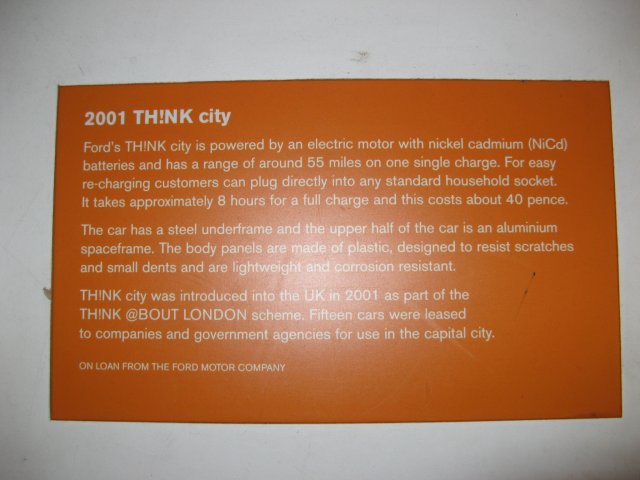 2001 TH!NK city
Ford's TH!NK city is powered by an electric motor with nickel cadmium (NiCd)
batteries and has a range of around 55 miles on one single charge. For easy
re-charging customers can plug directly into any standard household socket.
It takes approximately 8 hours for a full charge and this costs about 40 pence.
The car has a steel underframe and the upper half of the car is an aluminium
spaceframe. The body panels are made of plastic, designed to resist scratches
and small dents and are lightweight and corrosion resistant.
TH!NK city was introduced into the UK in 2001 as part of the
TH!NK @BOUT LONDON scheme. Fifteen cars were leased
to companies and government agencies for use in the capital city.
ON LOAN FROM THE FORD MOTOR COMPANY